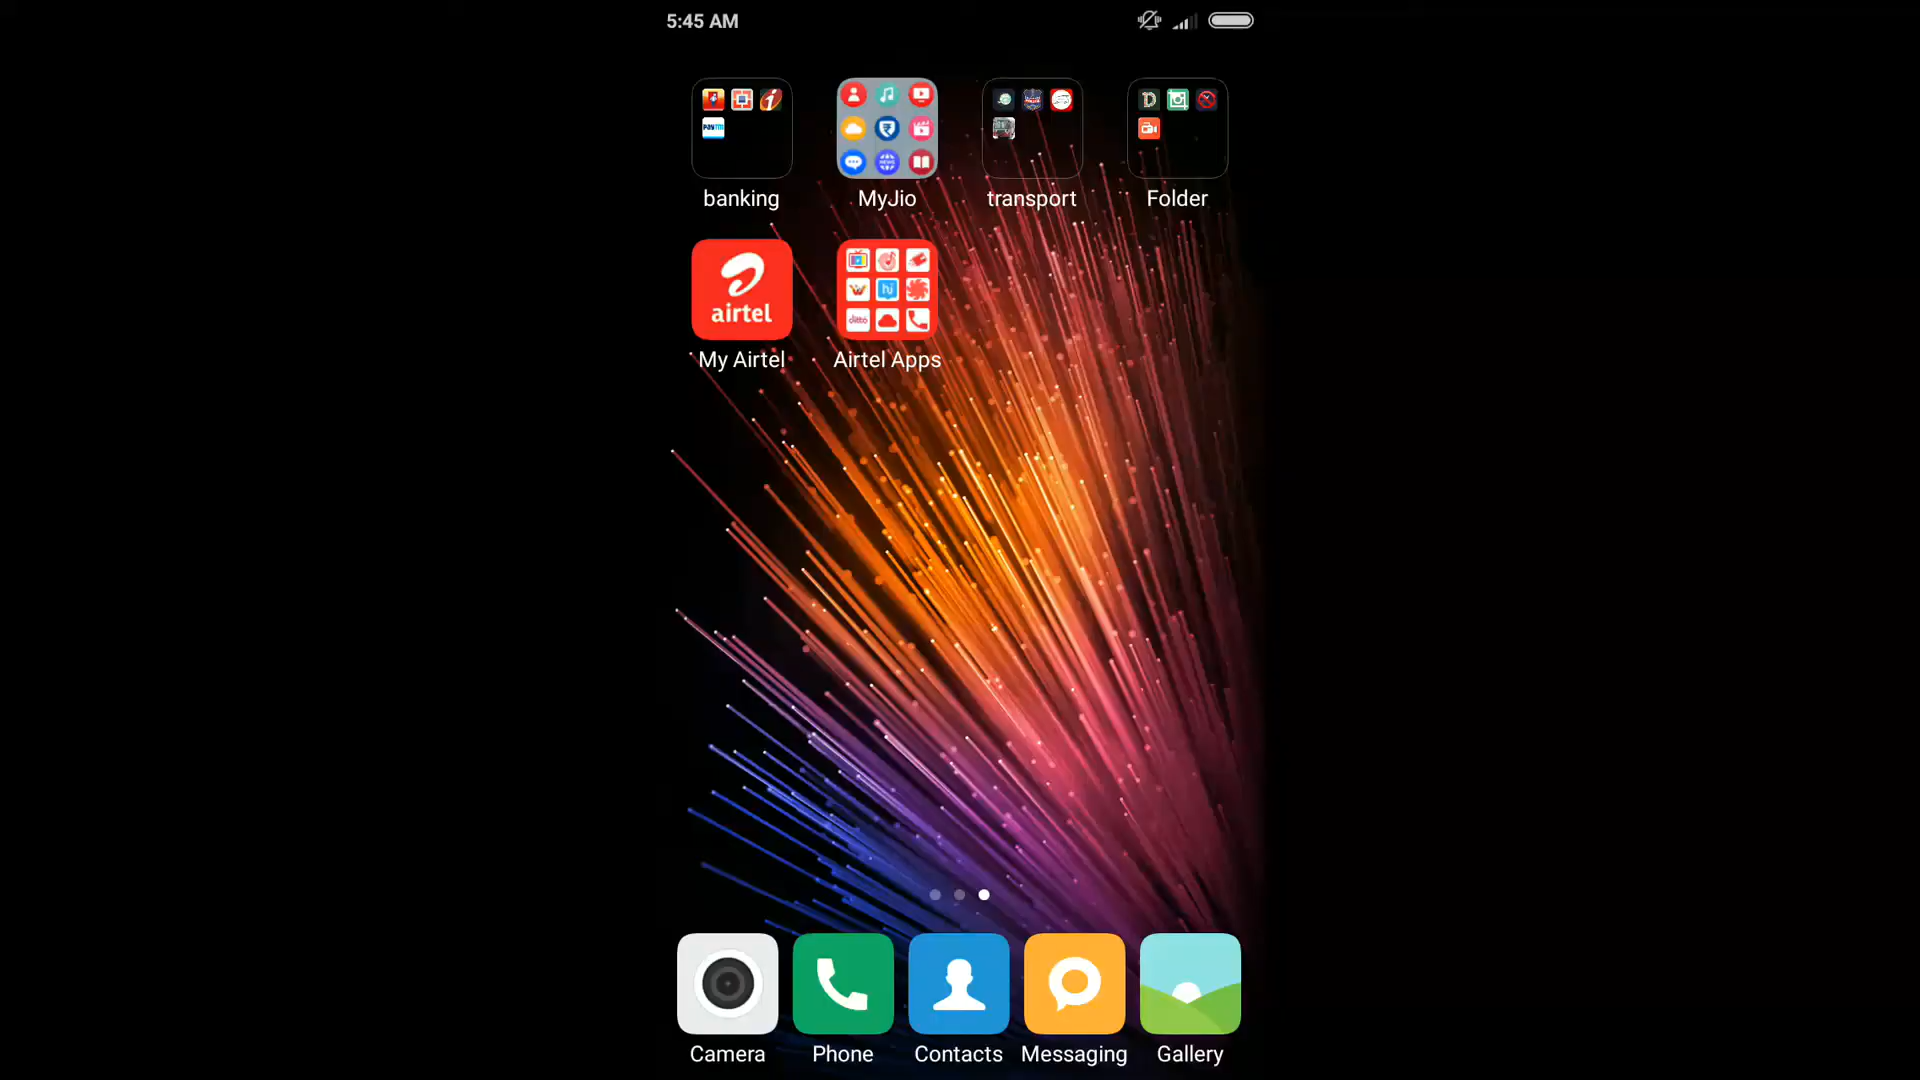 5:45 AM
banking
MyJio
transport
Folder
airtel
My Airtel
Airtel Apps
Camera
Phone
Contacts
Messaging
Gallery